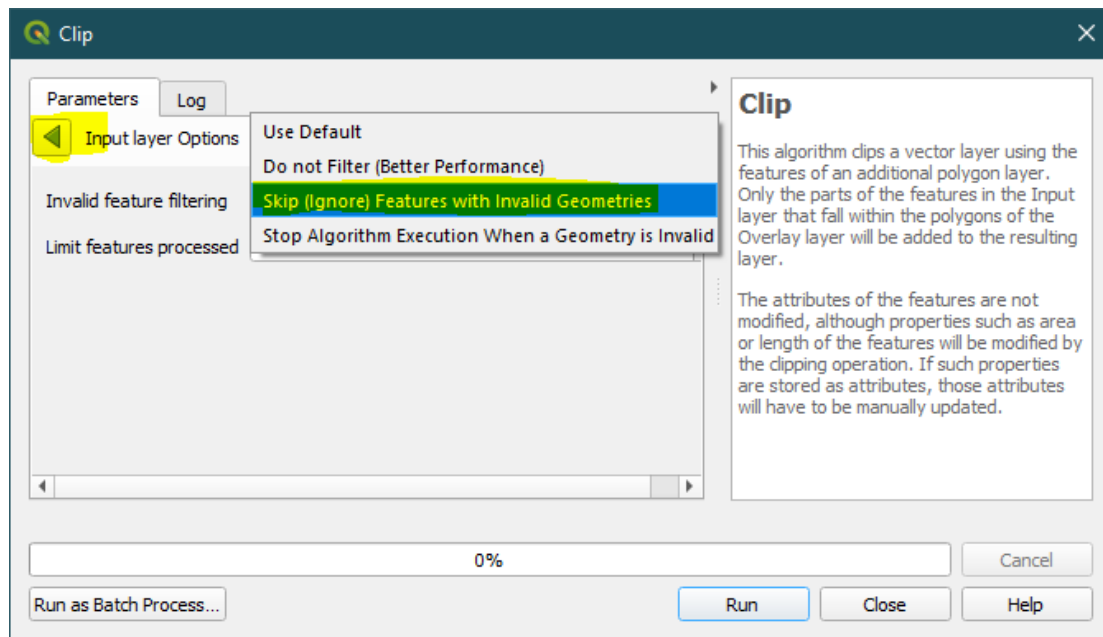 Clip
Parameters
Log
Input layer Options
Use Default
Do not Filter (Better Performance)
Invalid feature filtering
Skip (Ignore) Features with Invalid Geometries
Limit features processed
Stop Algorithm Execution When a Geometry is Invalid
Clip
This algorithm clips a vector layer using the
features of an additional polygon layer.
Only the parts of the features in the Input
layer that fall within the polygons of the
Overlay layer will be added to the resulting
layer.
The attributes of the features are not
modified, although properties such as area
or length of the features will be modified by
the clipping operation. If such properties
are stored as attributes, those attributes
will have to be manually updated.
0%
Cancel
Run as Batch Process...
Run
Close
Help